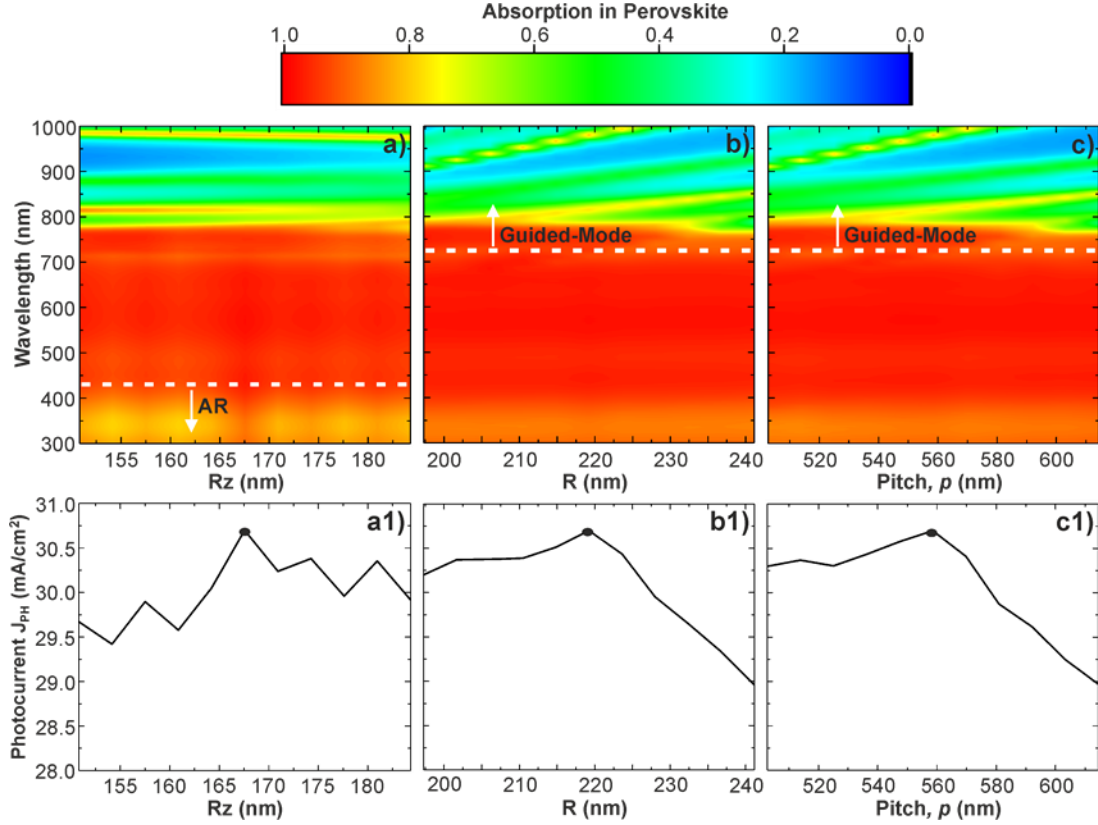 Absorption in Perovskite
1.0 0.8 0.6 0.4 0.2 0.0
Wavelength (nm)
1000
900
800
700
600
500
400
300
a)
AR
155 160 165 170 175 180
Rz (nm)
b)
Guided-Mode
200 210 220 230 240
R (nm)
c)
Guided-Mode
520 540 560 580 600
Pitch, p (nm)
Photocurrent J_PH (mA/cm²)
31.0
30.5
30.0
29.5
29.0
28.5
28.0
a1)
155 160 165 170 175 180
Rz (nm)
b1)
200 210 220 230 240
R (nm)
c1)
520 540 560 580 600
Pitch, p (nm)